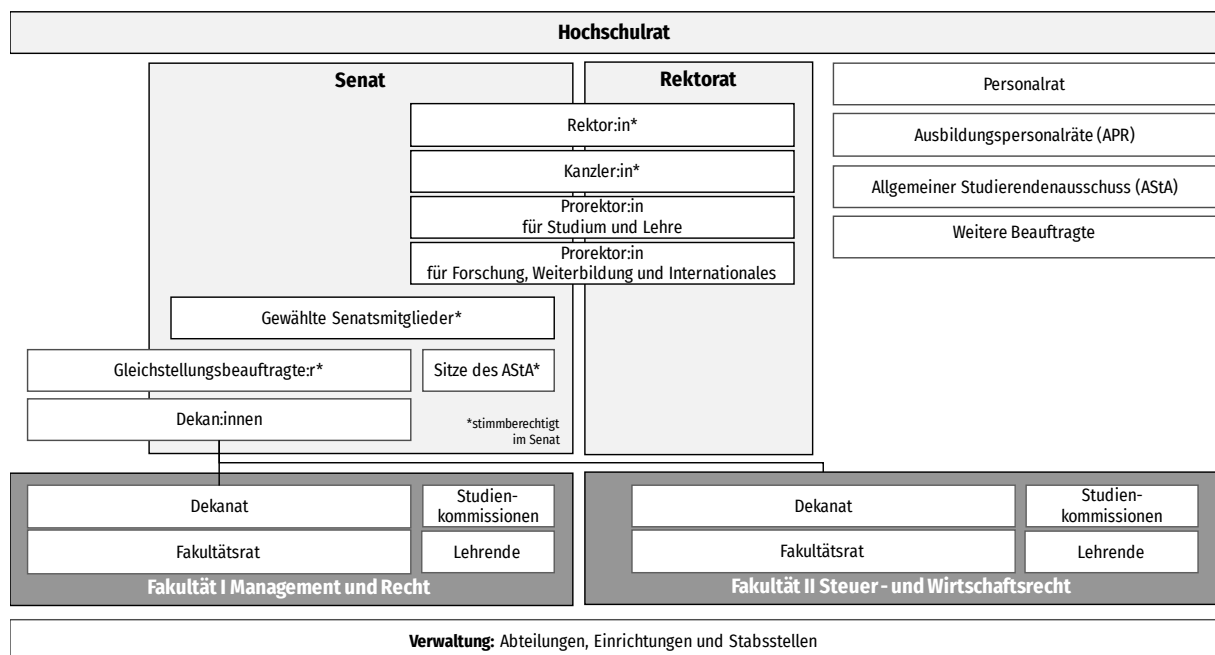 Hochschulrat
Senat
Rektorat
Rektor:in*
Kanzler:in*
Prorektor:in
für Studium und Lehre
Prorektor:in
für Forschung, Weiterbildung und Internationales
Gewählte Senatsmitglieder*
Gleichstellungsbeauftragte:r*
Sitze des AStA*
Dekan:innen
*stimmberechtigt
im Senat
Personalrat
Ausbildungspersonalräte (APR)
Allgemeiner Studierendenausschuss (AStA)
Weitere Beauftragte
Dekanat
Studien-
kommissionen
Fakultätsrat
Lehrende
Fakultät I Management und Recht
Dekanat
Studien-
kommissionen
Fakultätsrat
Lehrende
Fakultät II Steuer- und Wirtschaftsrecht
Verwaltung: Abteilungen, Einrichtungen und Stabsstellen